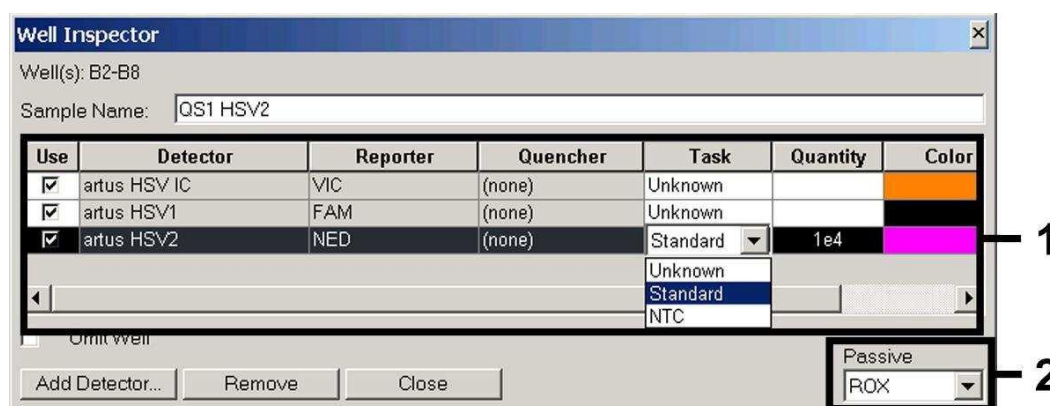 Well Inspector
Well(s): B2-B8
Sample Name: QS1 HSV2
Use Detector Reporter Quencher Task Quantity Color
artus HSV IC VIC (none) Unknown
artus HSV1 FAM (none) Unknown
artus HSV2 NED (none) Standard 1e4
1
Unknown
Standard
NTC
Omit Well
Passive
Add Detector... Remove Close ROX
2